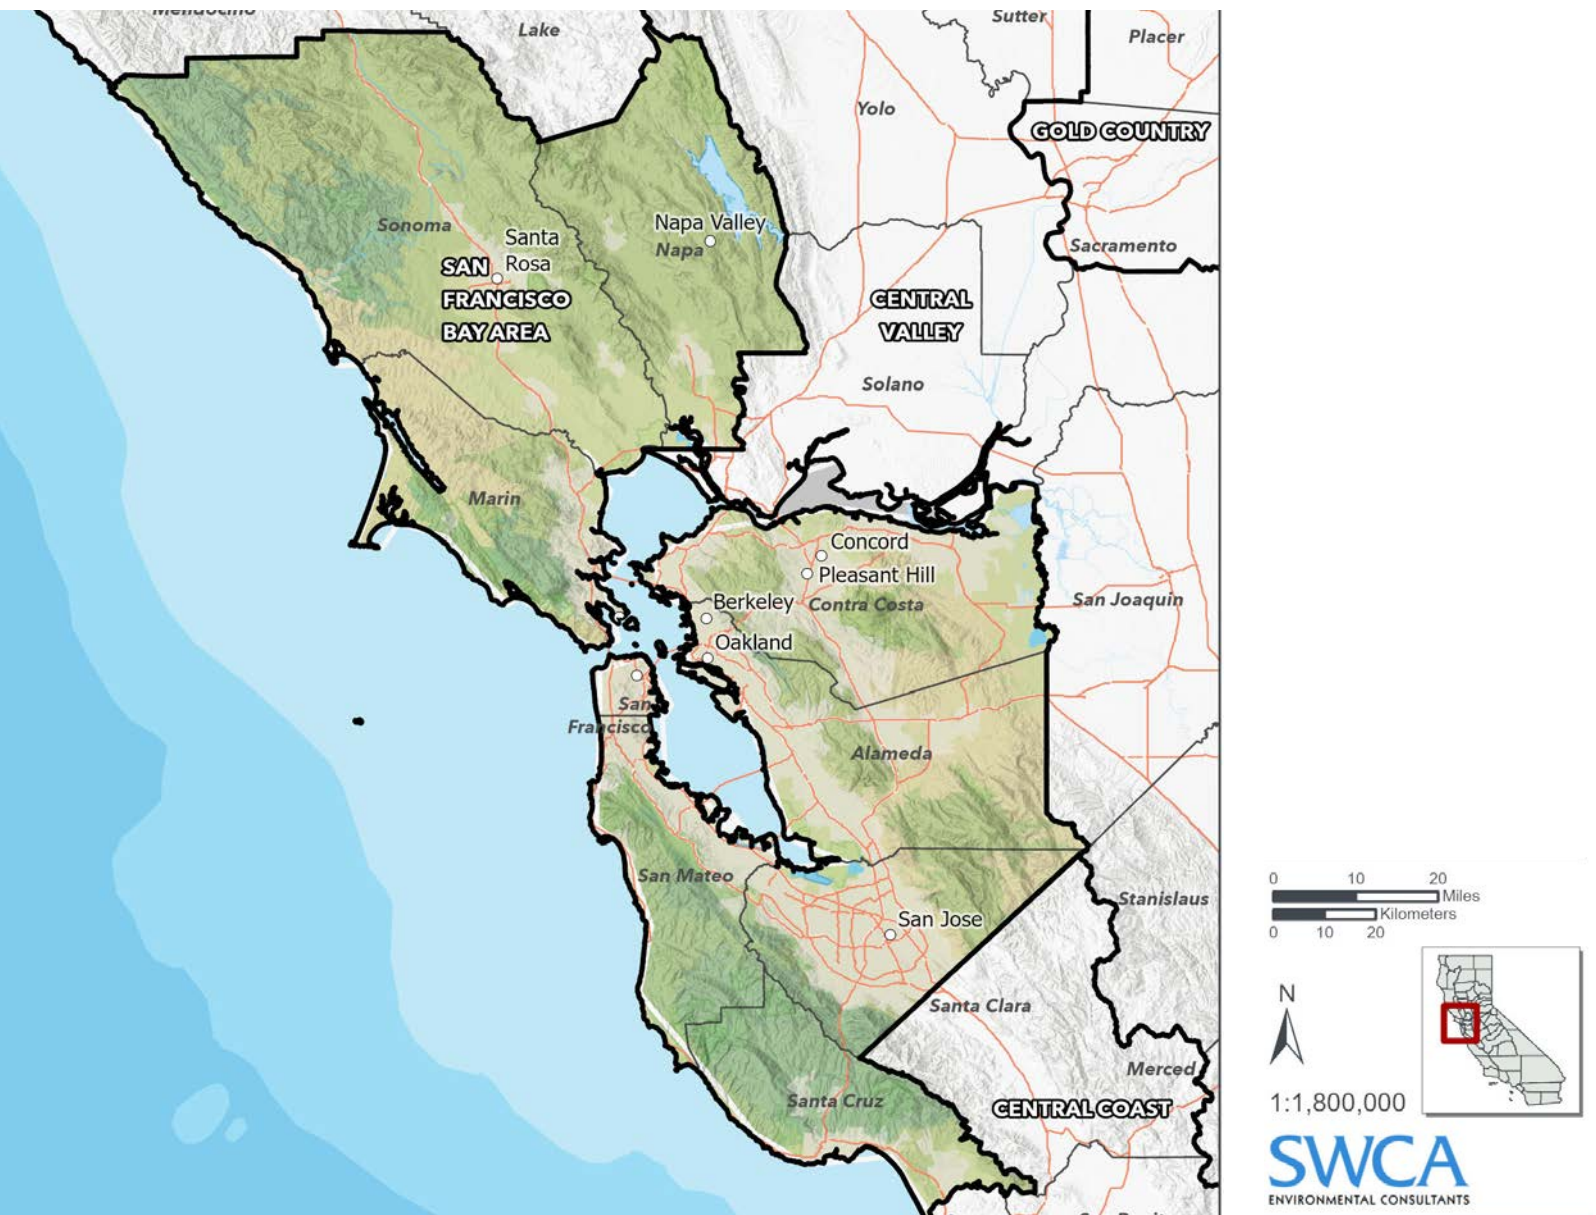 Mendocino
Lake
Sutter
Placer
Yolo
GOLD COUNTRY
Sonoma
Santa
Rosa
Napa Valley
Napa
Sacramento
SAN
FRANCISCO
BAY AREA
CENTRAL
VALLEY
Solano
Marin
Concord
Pleasant Hill
Berkeley
Contra Costa
San Joaquin
Oakland
San
Francisco
Alameda
San Mateo
San Jose
Stanislaus
Santa Clara
Merced
Santa Cruz
CENTRAL COAST
0 10 20
Miles
Kilometers
0 10 20
N
1:1,800,000
SWCA
ENVIRONMENTAL CONSULTANTS